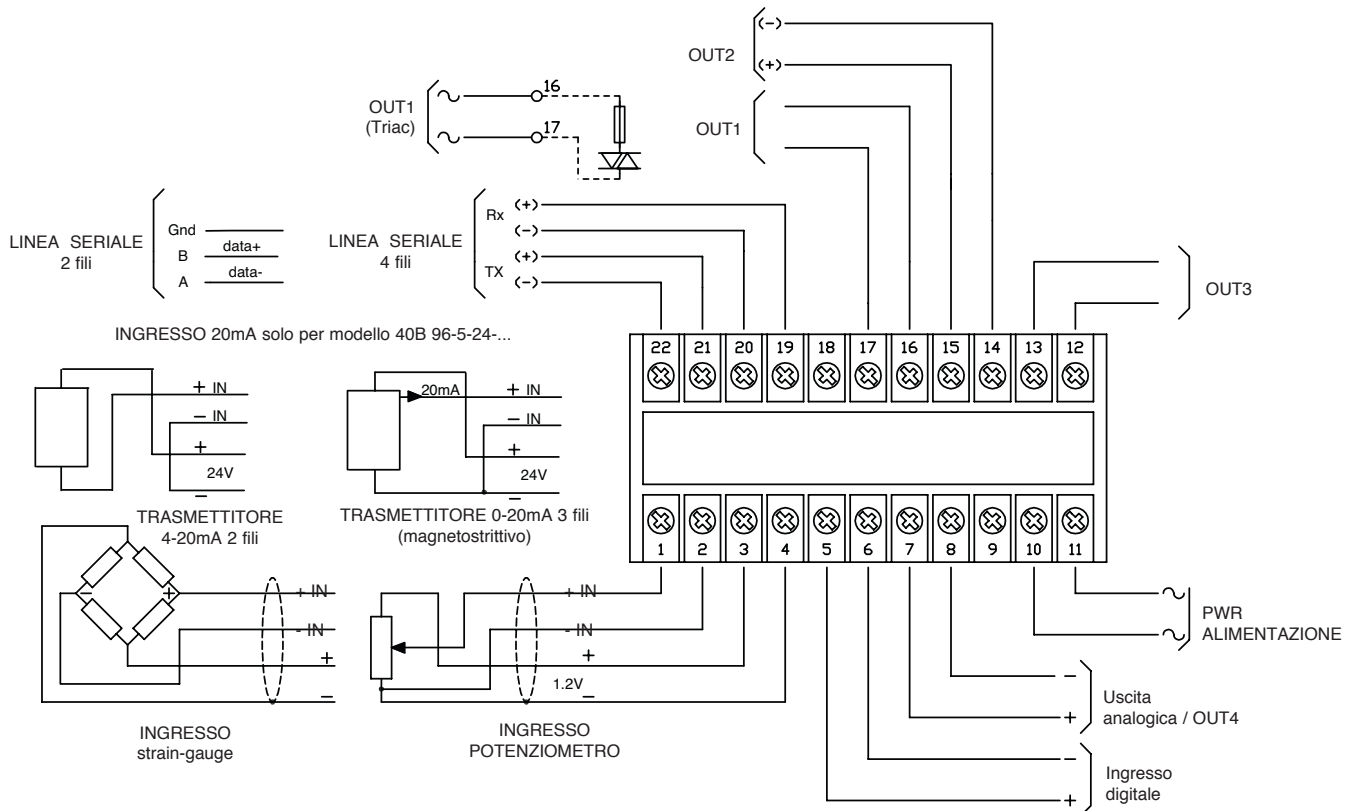 (-)
OUT2
(+)
OUT1
OUT1
(Triac)
16
17
LINEA SERIALE
2 fili
Gnd
B data+
A data-
LINEA SERIALE
4 fili
Rx (+)
(-)
(+)
TX (-)
OUT3
INGRESSO 20mA solo per modello 40B 96-5-24-...
22 21 20 19 18 17 16 15 14 13 12
+ IN
− IN
+
24V
−
TRASMETTITORE
4-20mA 2 fili
20mA + IN
− IN
+
24V
−
TRASMETTITORE 0-20mA 3 fili
(magnetostrittivo)
1 2 3 4 5 6 7 8 9 10 11
− +
+ IN
- IN
+
−
INGRESSO
strain-gauge
+ IN
- IN
+
1.2V
−
INGRESSO
POTENZIOMETRO
PWR
ALIMENTAZIONE
−
Uscita
analogica / OUT4
+
−
Ingresso
digitale
+